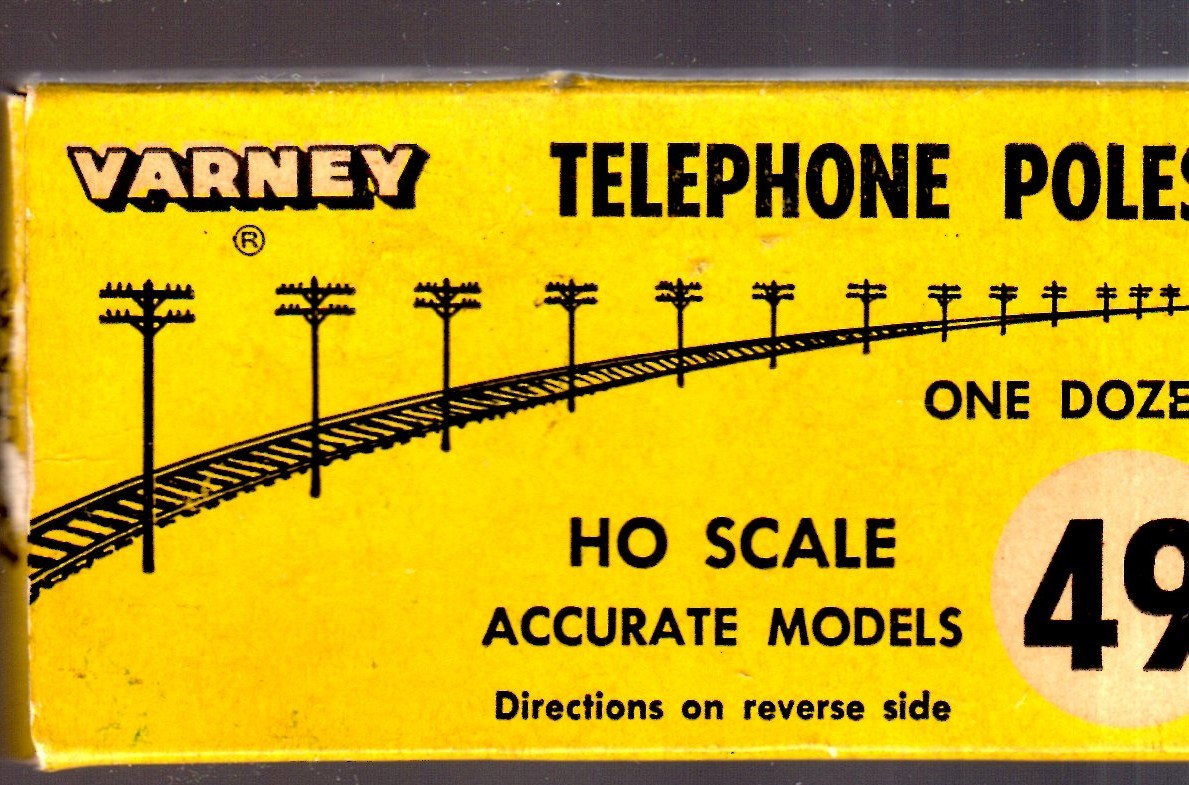 VARNEY
®
TELEPHONE POLES
ONE DOZE
HO SCALE
ACCURATE MODELS
49
Directions on reverse side